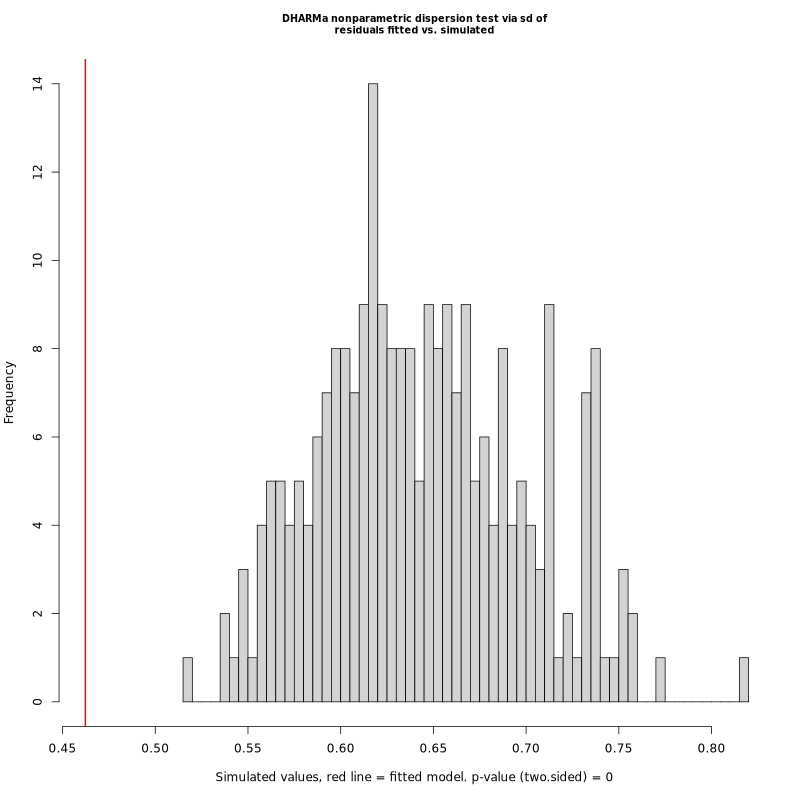 DHARMa nonparametric dispersion test via sd of
residuals fitted vs. simulated
Frequency
14
12
10
8
6
4
2
0
0.45 0.50 0.55 0.60 0.65 0.70 0.75 0.80
Simulated values, red line = fitted model. p-value (two.sided) = 0